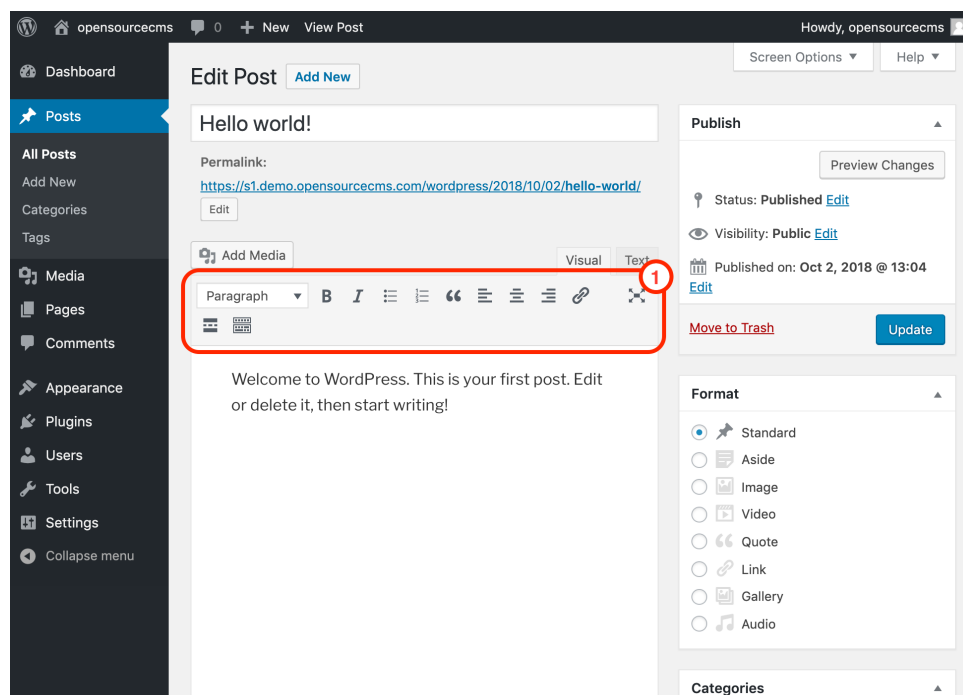 opensourcecms 0 New View Post Howdy, opensourcecms
Screen Options Help
Dashboard
Posts
All Posts
Add New
Categories
Tags
Media
Pages
Comments
Appearance
Plugins
Users
Tools
Settings
Collapse menu
Edit Post Add New
Hello world!
Permalink:
https://s1.demo.opensourcecms.com/wordpress/2018/10/02/hello-world/
Edit
Add Media Visual Text
1
Paragraph B I
Welcome to WordPress. This is your first post. Edit
or delete it, then start writing!
Publish
Preview Changes
Status: Published Edit
Visibility: Public Edit
Published on: Oct 2, 2018 @ 13:04
Edit
Move to Trash Update
Format
Standard
Aside
Image
Video
Quote
Link
Gallery
Audio
Categories